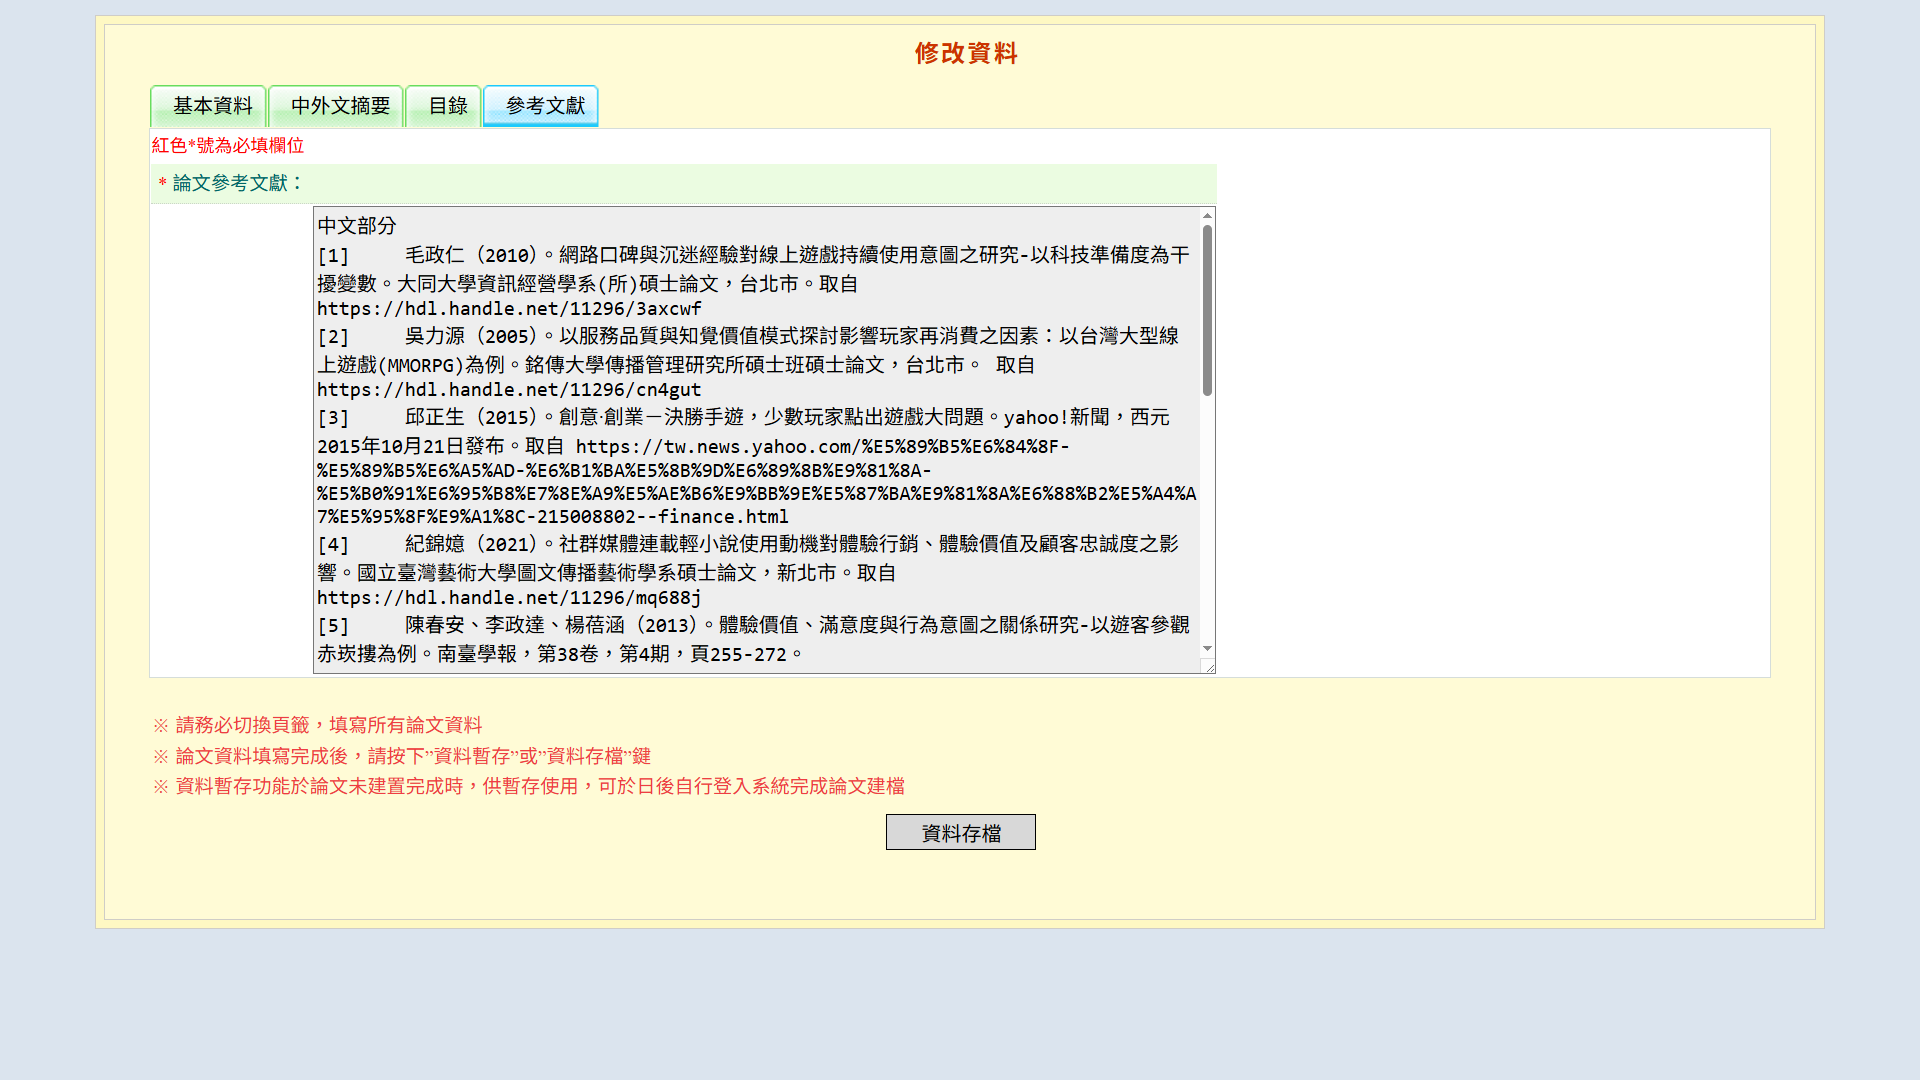 修改資料
基本資料 中外文摘要 目錄 參考文獻
紅色*號為必填欄位
* 論文參考文獻：
中文部分
[1] 毛政仁（2010）。網路口碑與沉迷經驗對線上遊戲持續使用意圖之研究-以科技準備度為干
擾變數。大同大學資訊經營學系(所)碩士論文，台北市。取自
https://hdl.handle.net/11296/3axcwf
[2] 吳力源（2005）。以服務品質與知覺價值模式探討影響玩家再消費之因素：以台灣大型線
上遊戲(MMORPG)為例。銘傳大學傳播管理研究所碩士班碩士論文，台北市。 取自
https://hdl.handle.net/11296/cn4gut
[3] 邱正生（2015）。創意‧創業－決勝手遊，少數玩家點出遊戲大問題。yahoo!新聞，西元
2015年10月21日發布。取自 https://tw.news.yahoo.com/%E5%89%B5%E6%84%8F-
%E5%89%B5%E6%A5%AD-%E6%B1%BA%E5%8B%9D%E6%89%8B%E9%81%8A-
%E5%B0%91%E6%95%B8%E7%8E%A9%E5%AE%B6%E9%BB%9E%E5%87%BA%E9%81%8A%E6%88%B2%E5%A4%A
7%E5%95%8F%E9%A1%8C-215008802--finance.html
[4] 紀錦嬑（2021）。社群媒體連載輕小說使用動機對體驗行銷、體驗價值及顧客忠誠度之影
響。國立臺灣藝術大學圖文傳播藝術學系碩士論文，新北市。取自
https://hdl.handle.net/11296/mq688j
[5] 陳春安、李政達、楊蓓涵（2013）。體驗價值、滿意度與行為意圖之關係研究-以遊客參觀
赤崁摟為例。南臺學報，第38卷，第4期，頁255-272。
※ 請務必切換頁籤，填寫所有論文資料
※ 論文資料填寫完成後，請按下”資料暫存”或”資料存檔”鍵
※ 資料暫存功能於論文未建置完成時，供暫存使用，可於日後自行登入系統完成論文建檔
資料存檔